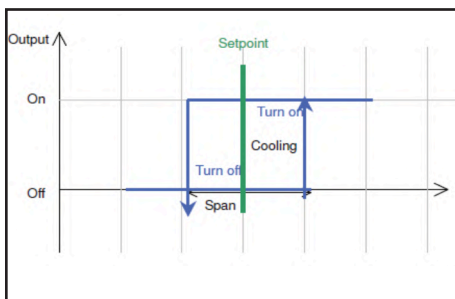 Output
Setpoint
On
Turn on
Cooling
Turn off
Off
Span